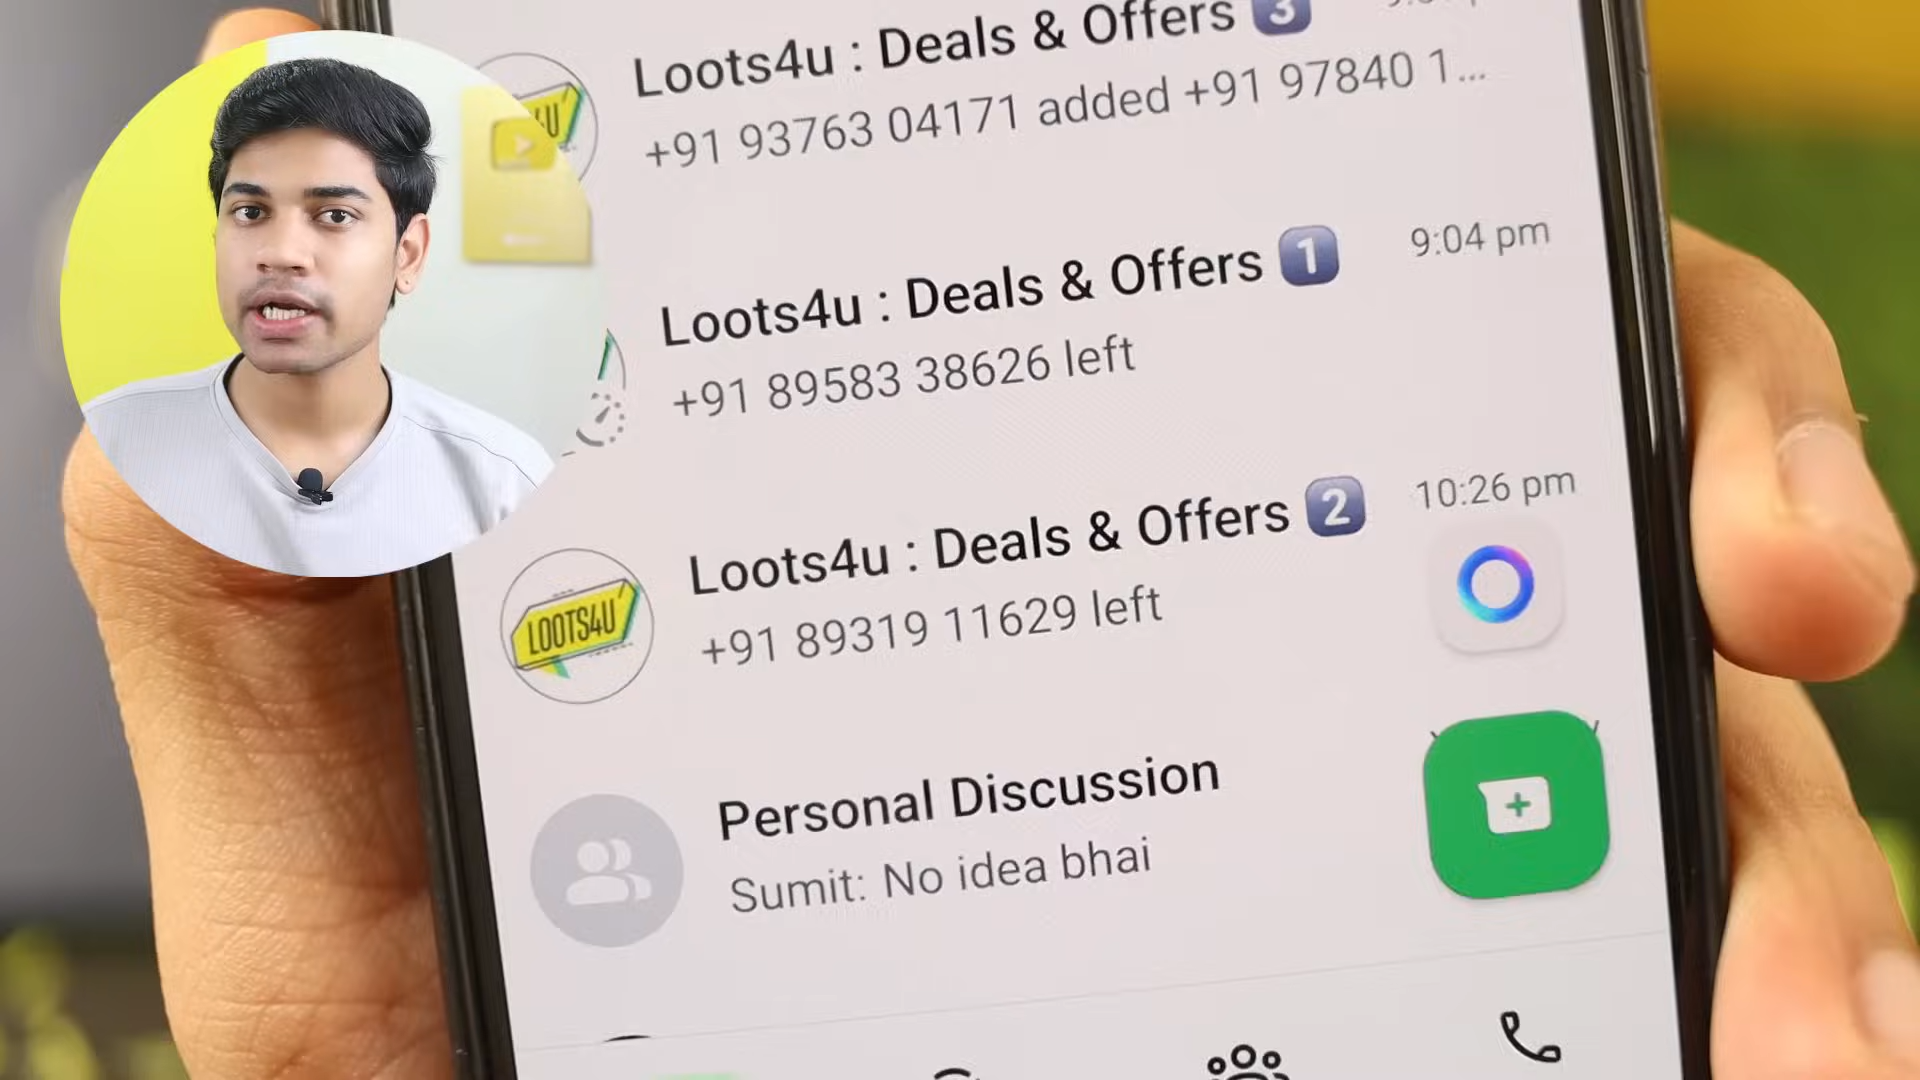 Loots4u : Deals & Offers 3
+91 93763 04171 added +91 97840 1...
Loots4u : Deals & Offers 1
9:04 pm
+91 89583 38626 left
Loots4u : Deals & Offers 2
10:26 pm
LOOTS4U
+91 89319 11629 left
Personal Discussion
Sumit: No idea bhai